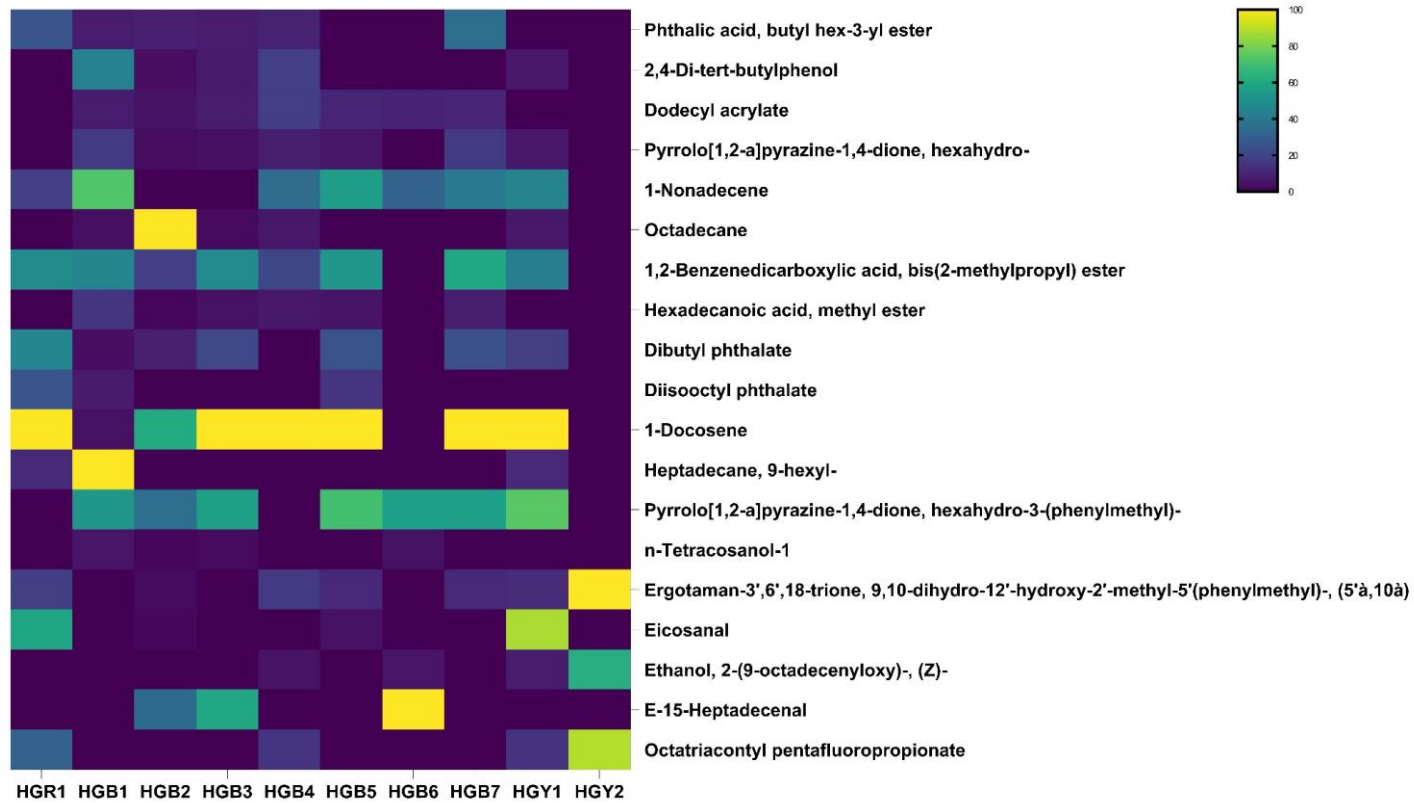 Phthalic acid, butyl hex-3-yl ester
2,4-Di-tert-butylphenol
Dodecyl acrylate
Pyrrolo[1,2-a]pyrazine-1,4-dione, hexahydro-
1-Nonadecene
Octadecane
1,2-Benzenedicarboxylic acid, bis(2-methylpropyl) ester
Hexadecanoic acid, methyl ester
Dibutyl phthalate
Diisooctyl phthalate
1-Docosene
Heptadecane, 9-hexyl-
Pyrrolo[1,2-a]pyrazine-1,4-dione, hexahydro-3-(phenylmethyl)-
n-Tetracosanol-1
Ergotaman-3′,6′,18-trione, 9,10-dihydro-12′-hydroxy-2′-methyl-5′(phenylmethyl)-, (5′à,10à)
Eicosanal
Ethanol, 2-(9-octadecenyloxy)-, (Z)-
E-15-Heptadecenal
Octatriacontyl pentafluoropropionate
HGR1 HGB1 HGB2 HGB3 HGB4 HGB5 HGB6 HGB7 HGY1 HGY2
100
80
60
40
20
0